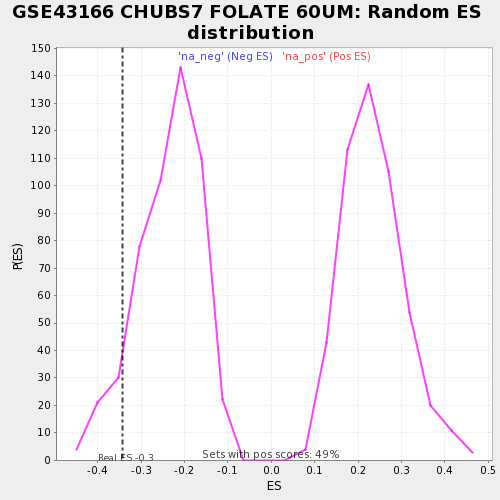 GSE43166 CHUBS7 FOLATE 60UM: Random ES
distribution
'na_neg' (Neg ES) 'na_pos' (Pos ES)
P(ES)
150
140
130
120
110
100
90
80
70
60
50
40
30
20
10
0
Real ES -0.3
Sets with pos scores: 49%
-0.4 -0.3 -0.2 -0.1 0.0 0.1 0.2 0.3 0.4 0.5
ES